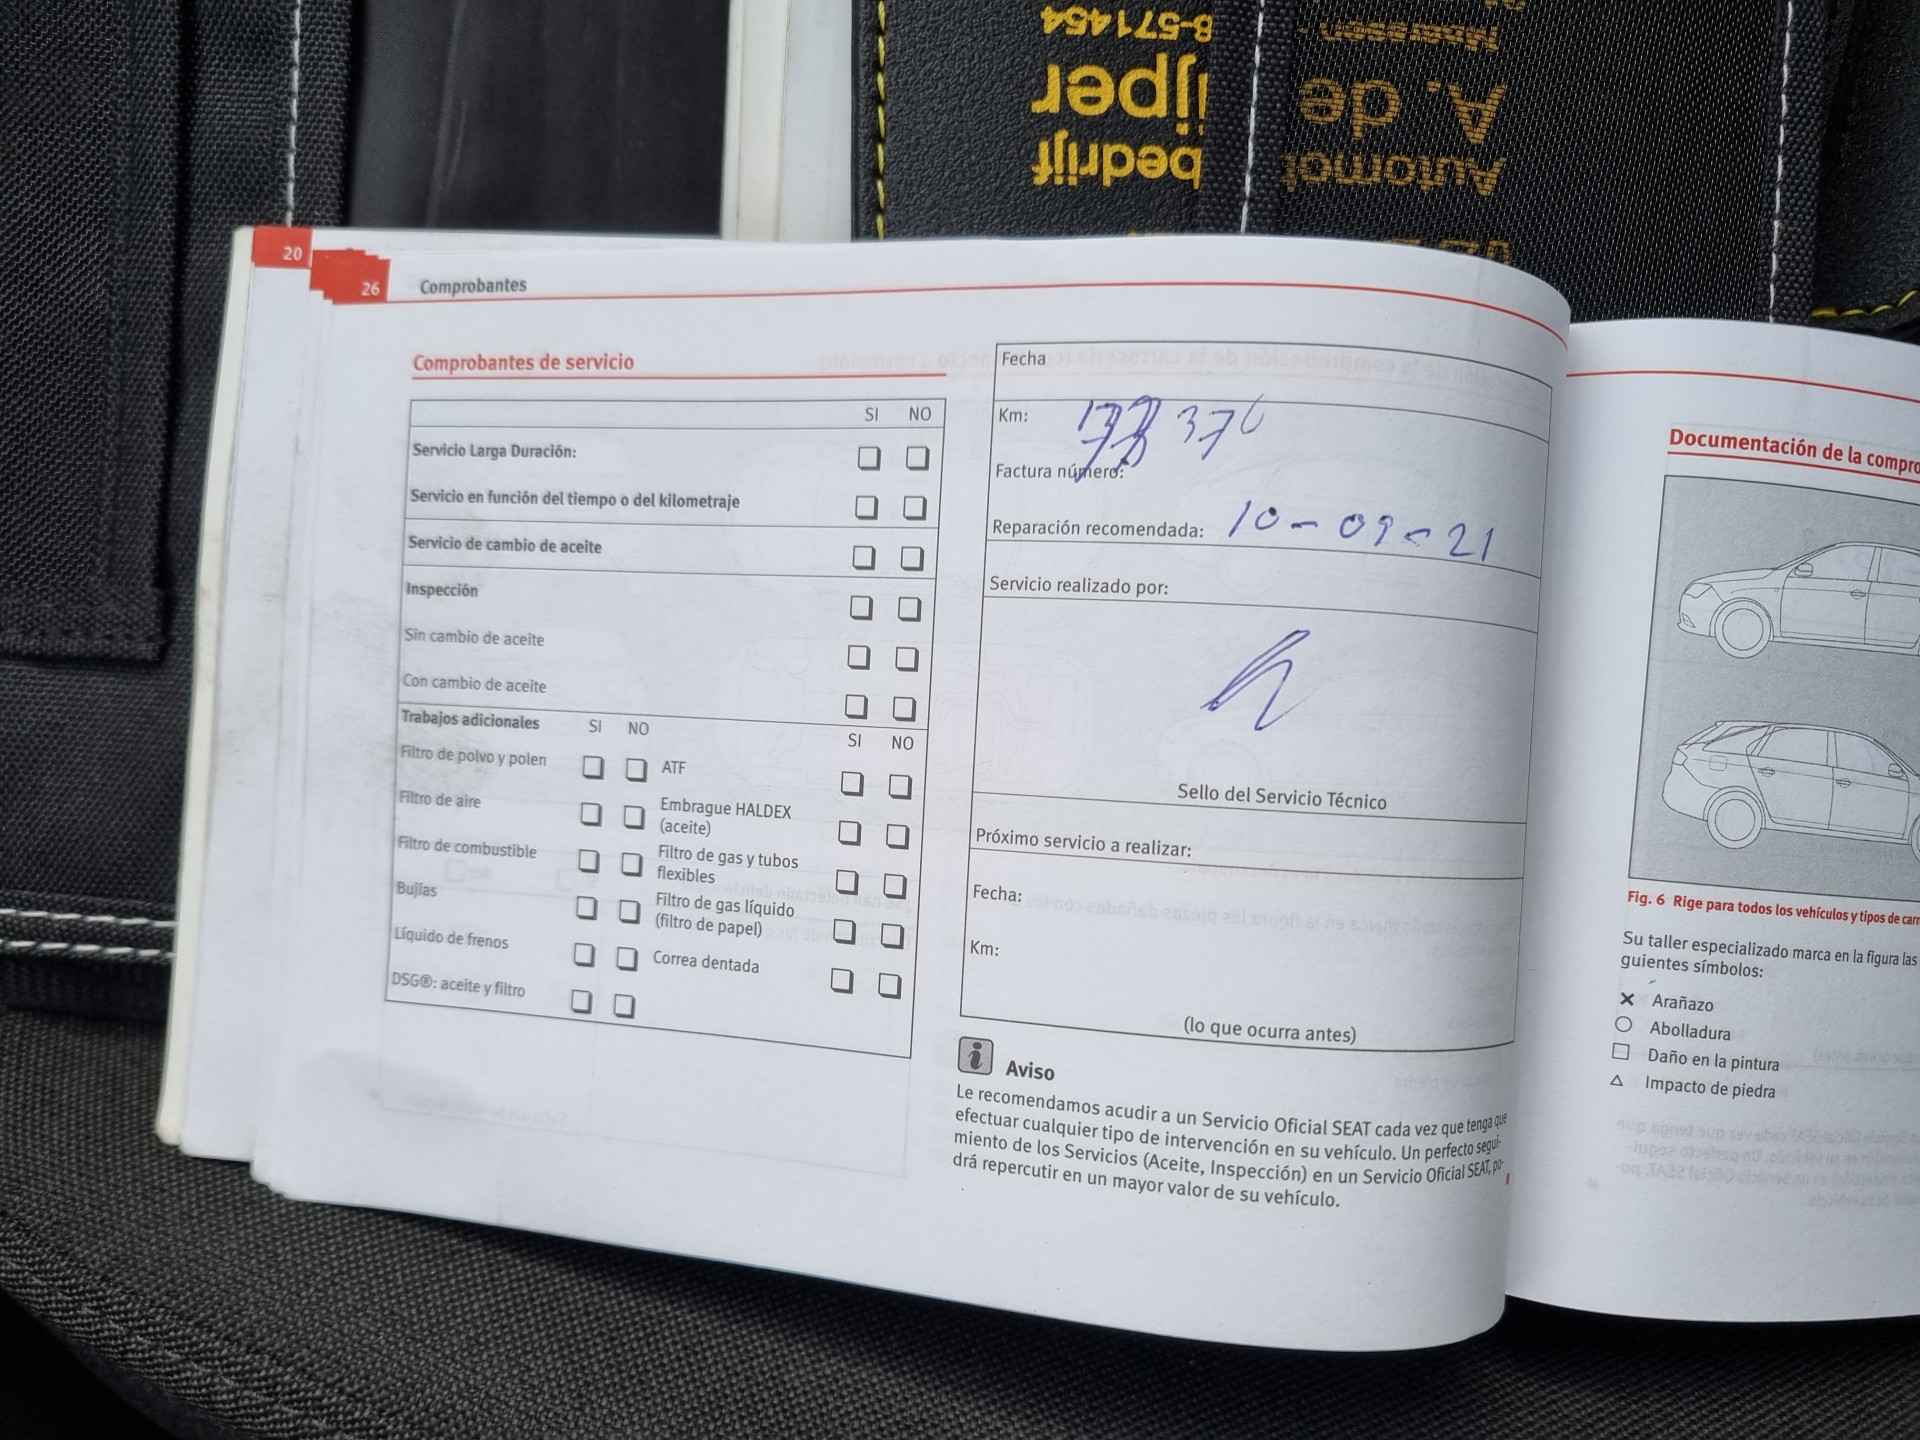 8-571454
ijper
bedrijf
A. de
Automot
20
26
Comprobantes
Comprobantes de servicio
SI NO
Servicio Larga Duración:
Servicio en función del tiempo o del kilometraje
Servicio de cambio de aceite
Inspección
Sin cambio de aceite
Con cambio de aceite
Trabajos adicionales SI NO SI NO
Filtro de polvo y polen ATF
Filtro de aire Embrague HALDEX
(aceite)
Filtro de combustible Filtro de gas y tubos
flexibles
Bujías Filtro de gas líquido
(filtro de papel)
Líquido de frenos Correa dentada
DSG®: aceite y filtro
Fecha
Km: 376
Factura número:
Reparación recomendada: 10-09-21
Servicio realizado por:
Sello del Servicio Técnico
Próximo servicio a realizar:
Fecha:
Km:
(lo que ocurra antes)
Aviso
Le recomendamos acudir a un Servicio Oficial SEAT cada vez que tenga que
efectuar cualquier tipo de intervención en su vehículo. Un perfecto segui-
miento de los Servicios (Aceite, Inspección) en un Servicio Oficial SEAT, po-
drá repercutir en un mayor valor de su vehículo.
Documentación de la compro
Fig. 6 Rige para todos los vehículos y tipos de carr
Su taller especializado marca en la figura las
guientes símbolos:
Arañazo
Abolladura
Daño en la pintura
Impacto de piedra